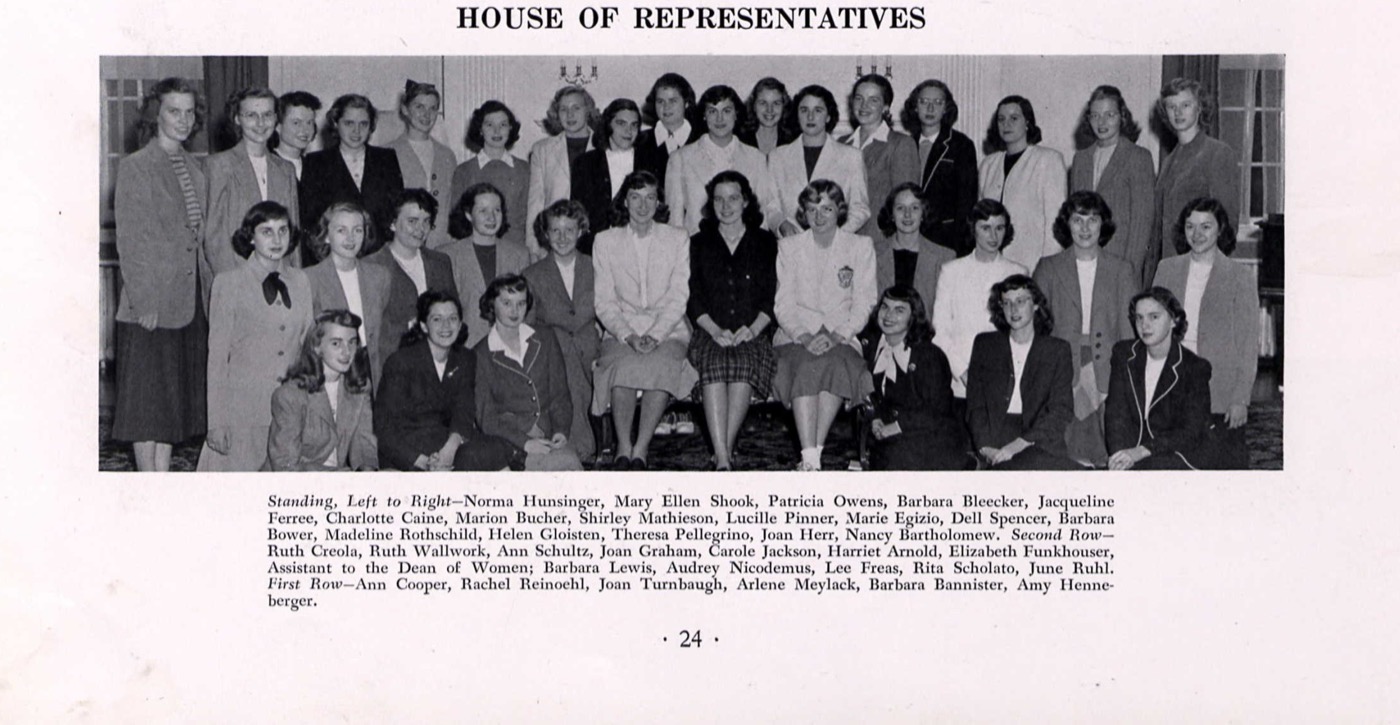 HOUSE OF REPRESENTATIVES
Standing, Left to Right—Norma Hunsinger, Mary Ellen Shook, Patricia Owens, Barbara Bleecker, Jacqueline
Ferree, Charlotte Caine, Marion Bucher, Shirley Mathieson, Lucille Pinner, Marie Egizio, Dell Spencer, Barbara
Bower, Madeline Rothschild, Helen Gloisten, Theresa Pellegrino, Joan Herr, Nancy Bartholomew. Second Row—
Ruth Creola, Ruth Wallwork, Ann Schultz, Joan Graham, Carole Jackson, Harriet Arnold, Elizabeth Funkhouser,
Assistant to the Dean of Women; Barbara Lewis, Audrey Nicodemus, Lee Freas, Rita Scholato, June Ruhl.
First Row—Ann Cooper, Rachel Reinoehl, Joan Turnbaugh, Arlene Meylack, Barbara Bannister, Amy Henne-
berger.
· 24 ·